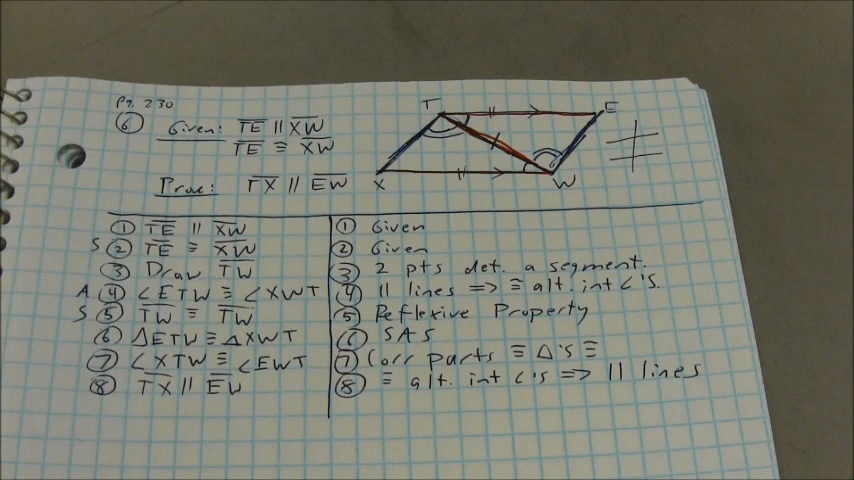 Pg. 230
⑥ Given: TE || XW
TE ≅ XW
Prove: TX || EW
T E
X W
① TE || XW ① Given
S ② TE ≅ XW ② Given
③ Draw TW ③ 2 pts det. a segment.
A ④ ∠ETW ≅ ∠XWT ④ || lines => ≅ alt. int ∠'s.
S ⑤ TW ≅ TW ⑤ Reflexive Property
⑥ △ETW ≅ △XWT ⑥ SAS
⑦ ∠XTW ≅ ∠EWT ⑦ Corr parts ≅ △'s ≅
⑧ TX || EW ⑧ ≅ alt. int ∠'s => || lines